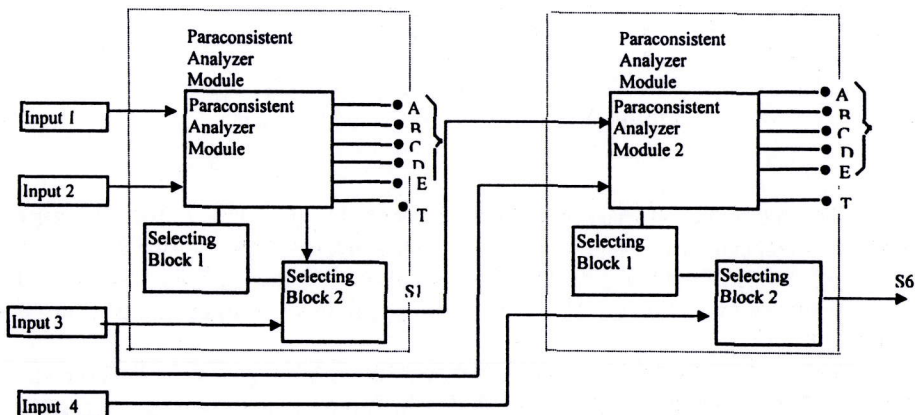 Paraconsistent
Analyzer
Module
Paraconsistent
Analyzer
Module
Input 1
Input 2
A
B
C
D
E
T
Selecting
Block 1
Selecting
Block 2
S1
Input 3
Input 4
Paraconsistent
Analyzer
Module
Paraconsistent
Analyzer
Module 2
A
B
C
D
E
T
Selecting
Block 1
Selecting
Block 2
S6